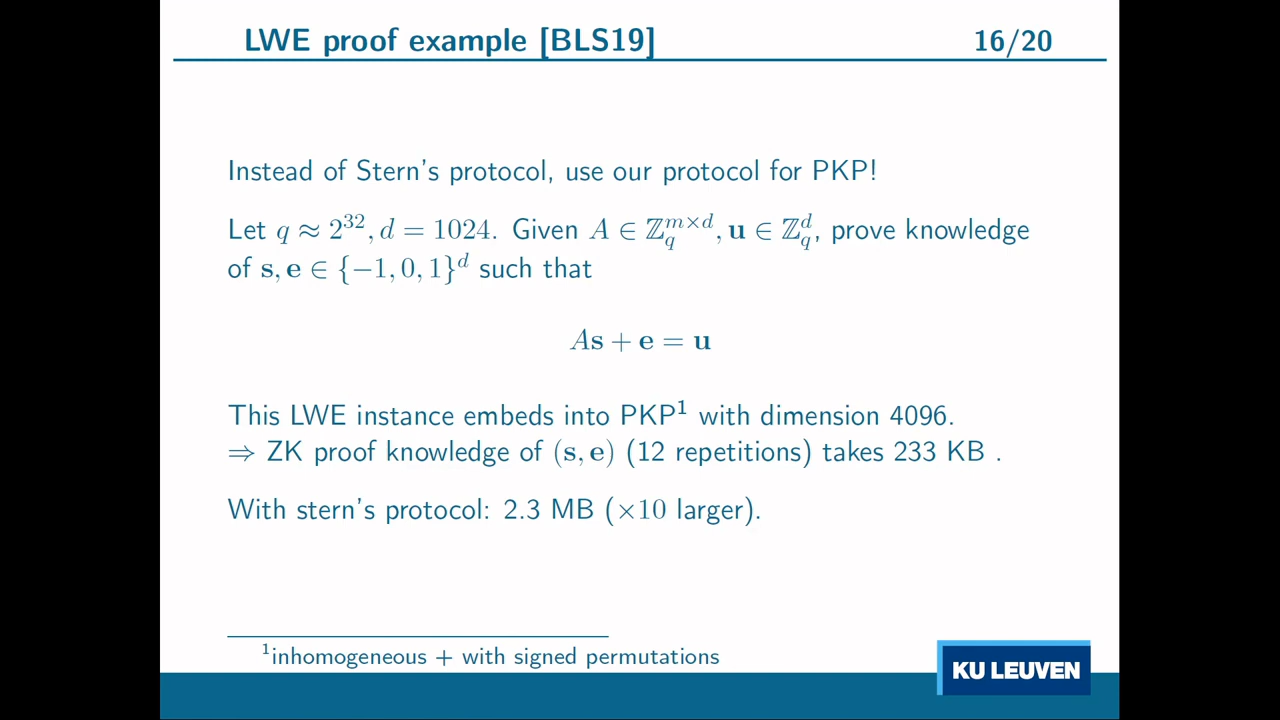 LWE proof example [BLS19] 16/20
Instead of Stern's protocol, use our protocol for PKP!
Let q ≈ 2^32, d = 1024. Given A ∈ ℤ_q^{m×d}, u ∈ ℤ_q^d, prove knowledge
of s, e ∈ {−1, 0, 1}^d such that
As + e = u
This LWE instance embeds into PKP^1 with dimension 4096.
⇒ ZK proof knowledge of (s, e) (12 repetitions) takes 233 KB .
With stern's protocol: 2.3 MB (×10 larger).
^1inhomogeneous + with signed permutations
KU LEUVEN